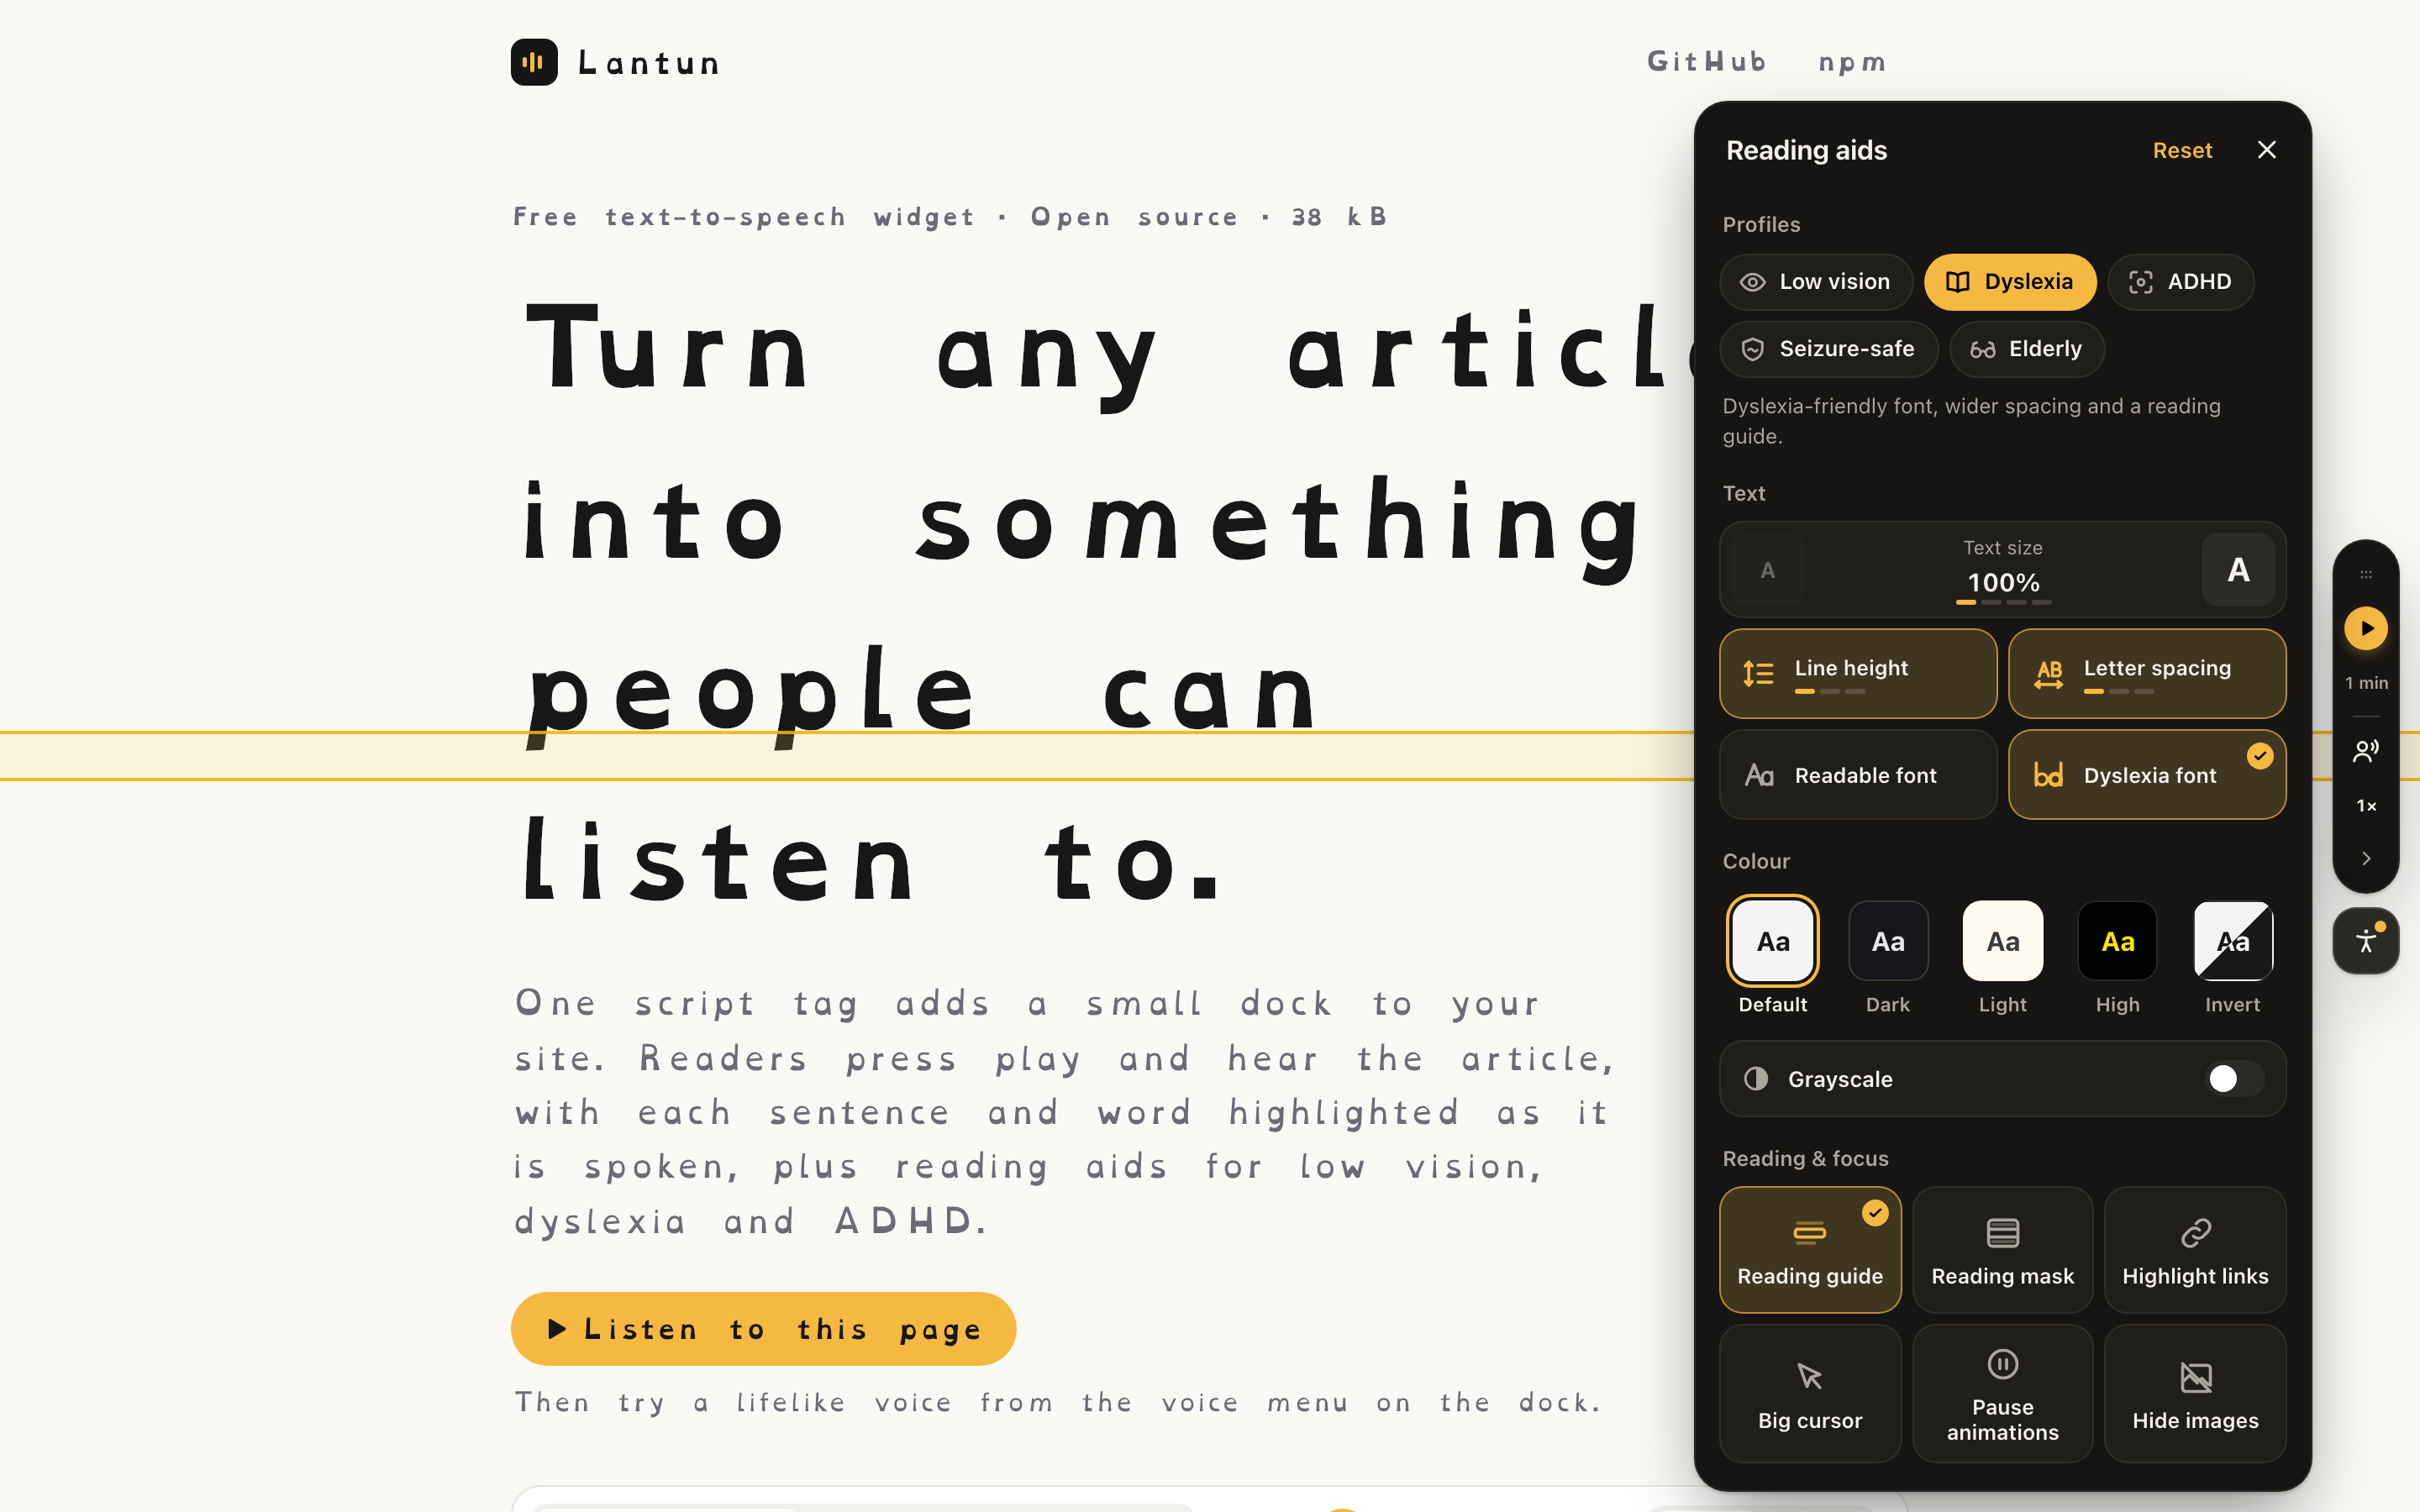 Lantun
GitHub npm
Free text-to-speech widget · Open source · 38 kB
Turn any articl
into something
people can
listen to.
One script tag adds a small dock to your
site. Readers press play and hear the article,
with each sentence and word highlighted as it
is spoken, plus reading aids for low vision,
dyslexia and ADHD.
Listen to this page
Then try a lifelike voice from the voice menu on the dock.
Reading aids
Reset
Profiles
Low vision
Dyslexia
ADHD
Seizure-safe
Elderly
Dyslexia-friendly font, wider spacing and a reading
guide.
Text
A
Text size
100%
A
Line height
AB
Letter spacing
Aa
Readable font
bd
Dyslexia font
Colour
Aa Aa Aa Aa Aa
Default Dark Light High Invert
Grayscale
Reading & focus
Reading guide
Reading mask
Highlight links
Big cursor
Pause
animations
Hide images
1 min
1×